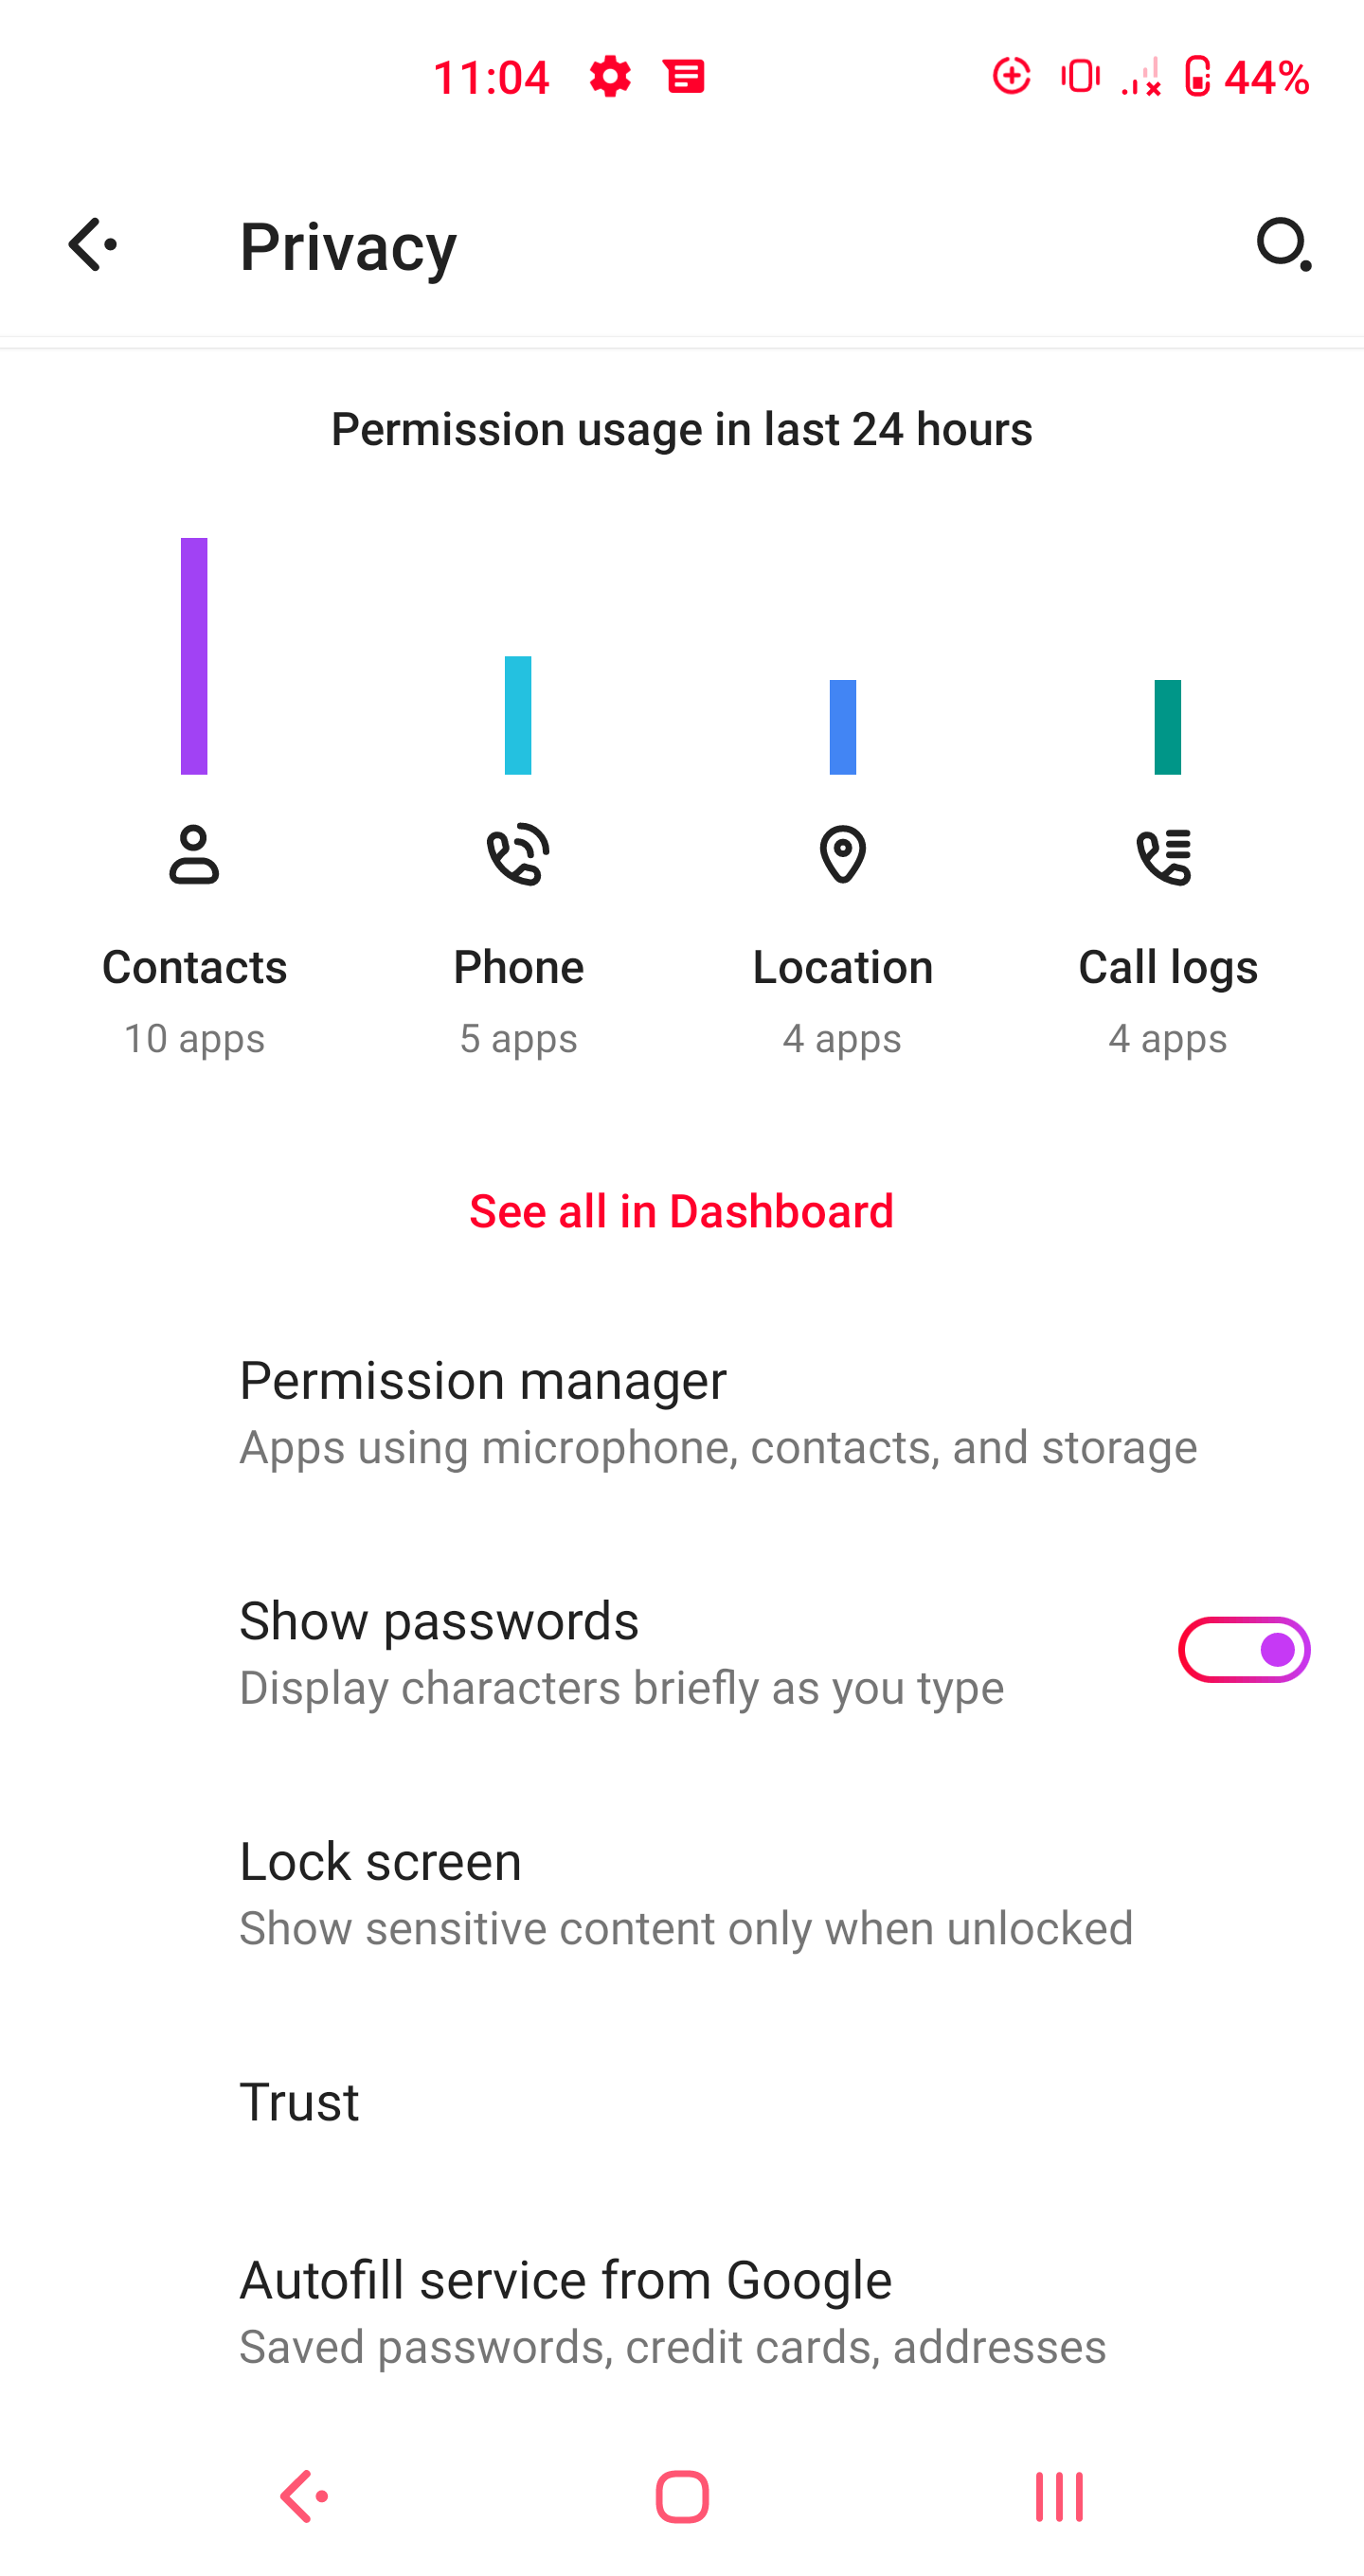 11:04 44%
Privacy
Permission usage in last 24 hours
Contacts Phone Location Call logs
10 apps 5 apps 4 apps 4 apps
See all in Dashboard
Permission manager
Apps using microphone, contacts, and storage
Show passwords
Display characters briefly as you type
Lock screen
Show sensitive content only when unlocked
Trust
Autofill service from Google
Saved passwords, credit cards, addresses